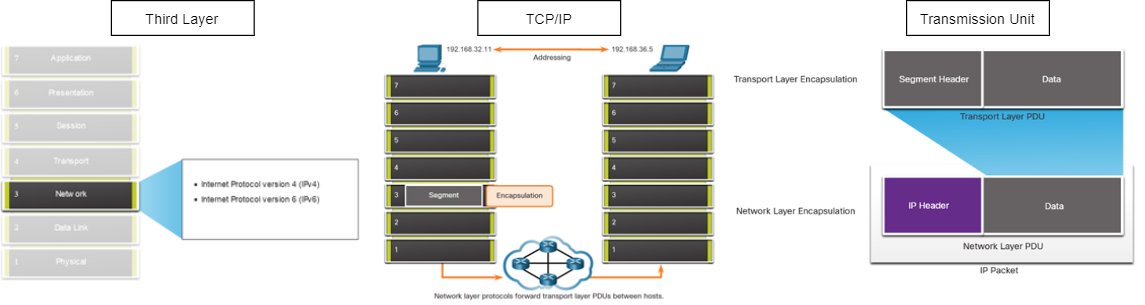 Third Layer
7 Application
6 Presentation
5 Session
4 Transport
3 Network
2 Data Link
1 Physical
• Internet Protocol version 4 (IPv4)
• Internet Protocol version 6 (IPv6)
TCP/IP
192.168.32.11
192.168.36.5
Addressing
7
6
5
4
3 Segment
Encapsulation
2
1
7
6
5
4
3
2
1
Network layer protocols forward transport layer PDUs between hosts.
Transmission Unit
Transport Layer Encapsulation
Segment Header
Data
Transport Layer PDU
Network Layer Encapsulation
IP Header
Data
Network Layer PDU
IP Packet